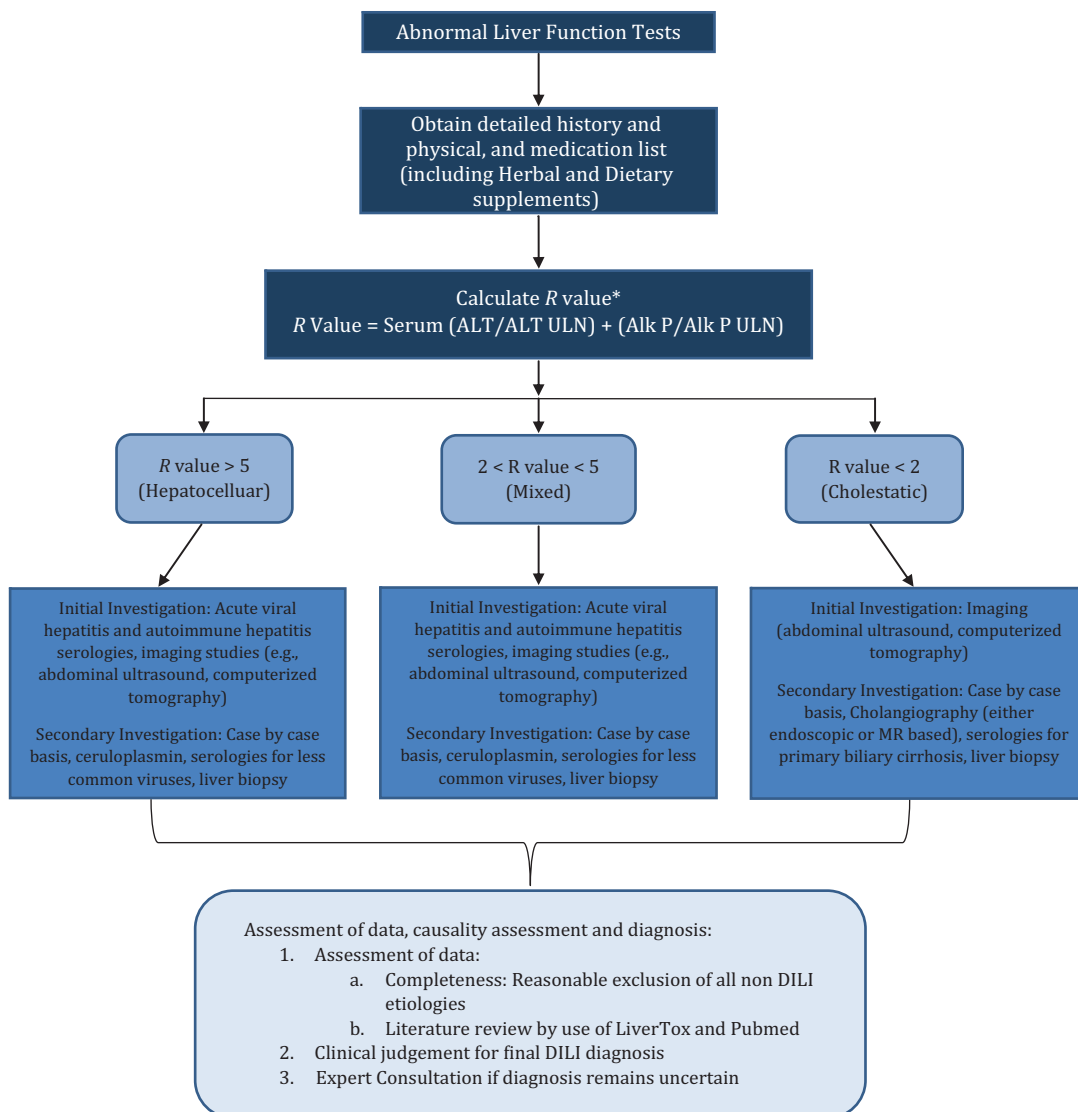 Abnormal Liver Function Tests
Obtain detailed history and
physical, and medication list
(including Herbal and Dietary
supplements)
Calculate R value*
R Value = Serum (ALT/ALT ULN) + (Alk P/Alk P ULN)
R value > 5
(Hepatocelluar)
2 < R value < 5
(Mixed)
R value < 2
(Cholestatic)
Initial Investigation: Acute viral
hepatitis and autoimmune hepatitis
serologies, imaging studies (e.g.,
abdominal ultrasound, computerized
tomography)
Secondary Investigation: Case by case
basis, ceruloplasmin, serologies for less
common viruses, liver biopsy
Initial Investigation: Acute viral
hepatitis and autoimmune hepatitis
serologies, imaging studies (e.g.,
abdominal ultrasound, computerized
tomography)
Secondary Investigation: Case by case
basis, ceruloplasmin, serologies for less
common viruses, liver biopsy
Initial Investigation: Imaging
(abdominal ultrasound, computerized
tomography)
Secondary Investigation: Case by case
basis, Cholangiography (either
endoscopic or MR based), serologies for
primary biliary cirrhosis, liver biopsy
Assessment of data, causality assessment and diagnosis:
1. Assessment of data:
a. Completeness: Reasonable exclusion of all non DILI
etiologies
b. Literature review by use of LiverTox and Pubmed
2. Clinical judgement for final DILI diagnosis
3. Expert Consultation if diagnosis remains uncertain